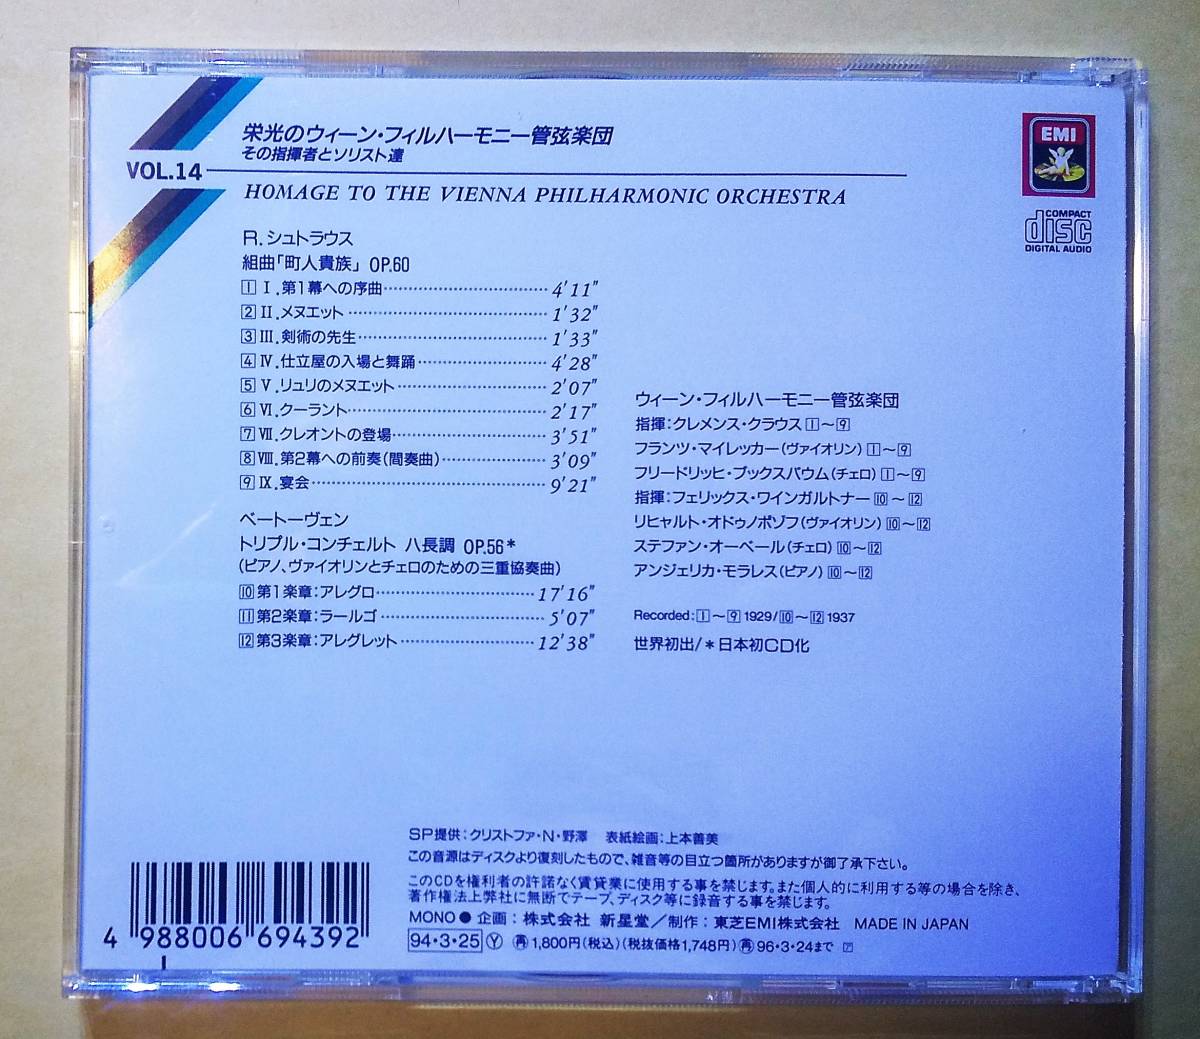 栄光のウィーン・フィルハーモニー管弦楽団
その指揮者とソリスト達
VOL.14
HOMAGE TO THE VIENNA PHILHARMONIC ORCHESTRA
EMI
COMPACT
disc
DIGITAL AUDIO
R.シュトラウス
組曲「町人貴族」 OP.60
1 I.第1幕への序曲 4'11"
2 II.メヌエット 1'32"
3 III.剣術の先生 1'33"
4 IV.仕立屋の入場と舞踊 4'28"
5 V.リュリのメヌエット 2'07"
6 VI.クーラント 2'17"
7 VII.クレオントの登場 3'51"
8 VIII.第2幕への前奏(間奏曲) 3'09"
9 IX.宴会 9'21"
ベートーヴェン
トリプル・コンチェルト ハ長調 OP.56*
(ピアノ、ヴァイオリンとチェロのための三重協奏曲)
10 第1楽章:アレグロ 17'16"
11 第2楽章:ラールゴ 5'07"
12 第3楽章:アレグレット 12'38"
ウィーン・フィルハーモニー管弦楽団
指揮:クレメンス・クラウス 1〜9
フランツ・マイレッカー(ヴァイオリン) 1〜9
フリードリッヒ・ブックスバウム(チェロ) 1〜9
指揮:フェリックス・ワインガルトナー 10〜12
リヒャルト・オドゥノポゾフ(ヴァイオリン) 10〜12
ステファン・オーベール(チェロ) 10〜12
アンジェリカ・モラレス(ピアノ) 10〜12
Recorded: 1〜9 1929/10〜12 1937
世界初出/*日本初CD化
SP提供:クリストファ・N・野澤 表紙絵画:上本善美
この音源はディスクより復刻したもので、雑音等の目立つ箇所がありますが御了承下さい。
このCDを権利者の許諾なく賃貸業に使用する事を禁じます。また個人的に利用する等の場合を除き、
著作権法上弊社に無断でテープ、ディスク等に録音する事を禁じます。
MONO ● 企画:株式会社 新星堂/制作:東芝EMI株式会社 MADE IN JAPAN
94・3・25 Y 再 1,800円(税込)(税抜価格1,748円) 再 96・3・24まで
4 988006 694392